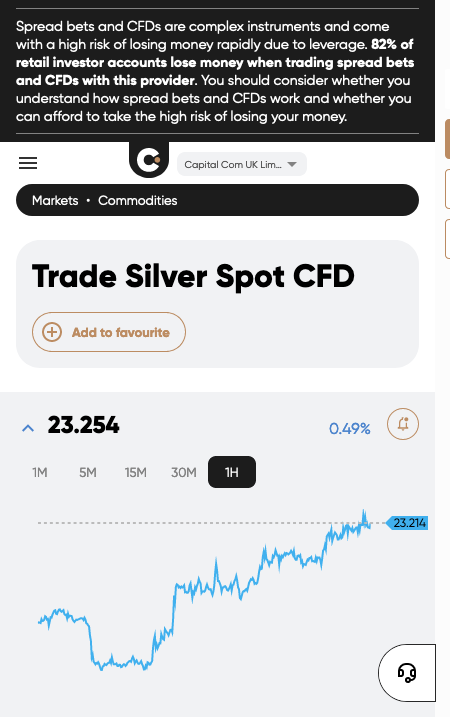 Spread bets and CFDs are complex instruments and come
with a high risk of losing money rapidly due to leverage. 82% of
retail investor accounts lose money when trading spread bets
and CFDs with this provider. You should consider whether you
understand how spread bets and CFDs work and whether you
can afford to take the high risk of losing your money.
Capital Com UK Lim...
Markets • Commodities
Trade Silver Spot CFD
Add to favourite
23.254
0.49%
1M 5M 15M 30M 1H
23.214